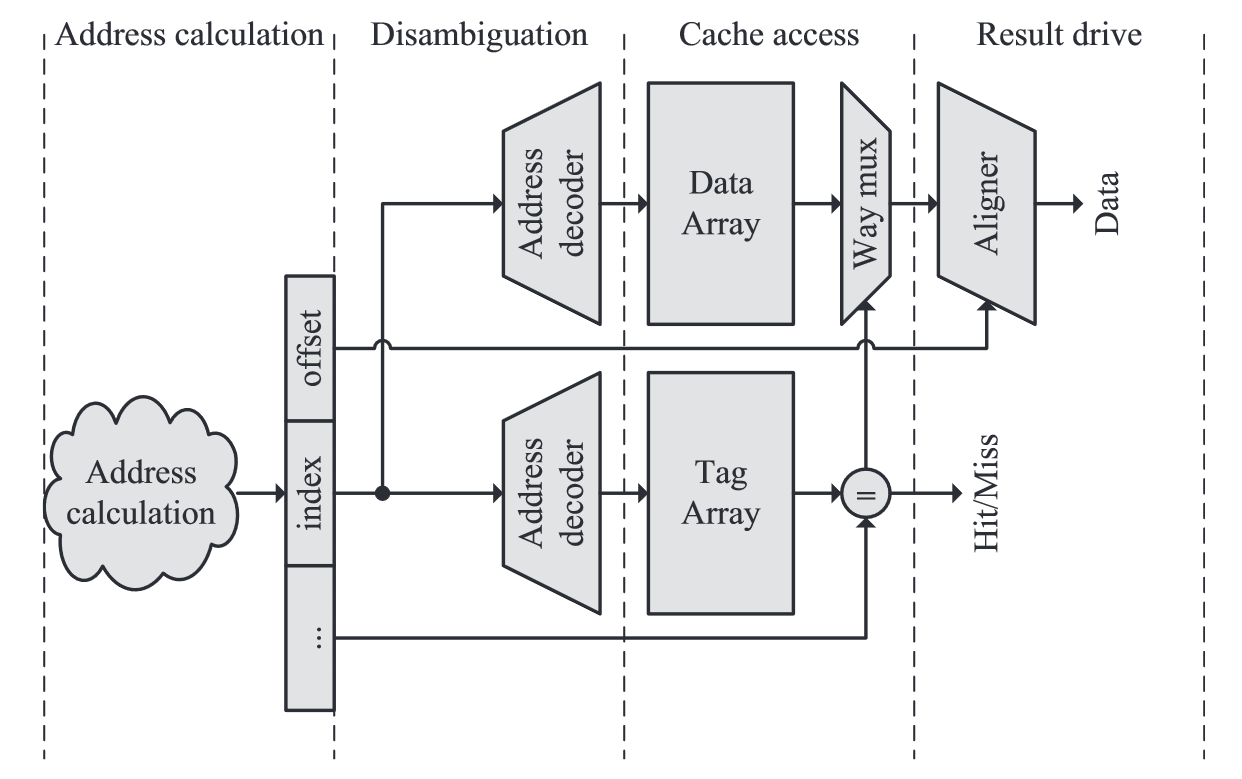 Address calculation
Disambiguation
Cache access
Result drive
Address
decoder
Data
Array
Way mux
Aligner
Data
offset
index
...
Address
calculation
Address
decoder
Tag
Array
=
Hit/Miss